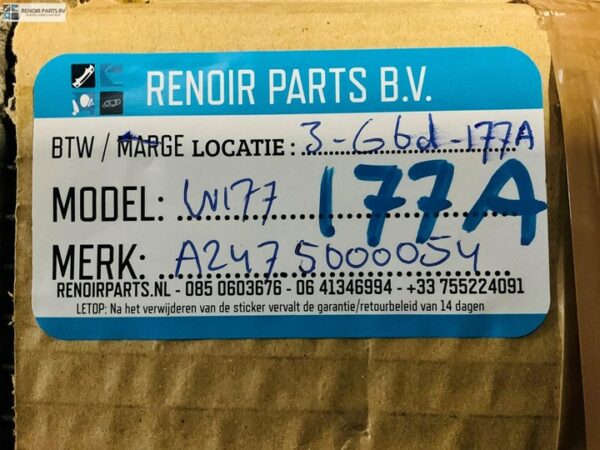 RENOIR PARTS BV
RENOIR PARTS B.V.
BTW / MARGE LOCATIE : 3-G6d-177A
MODEL: W177 177A
MERK: A2475000054
RENOIRPARTS.NL - 085 0603676 - 06 41346994 - +33 755224091
LETOP: Na het verwijderen van de sticker vervalt de garantie/retourbeleid van 14 dagen